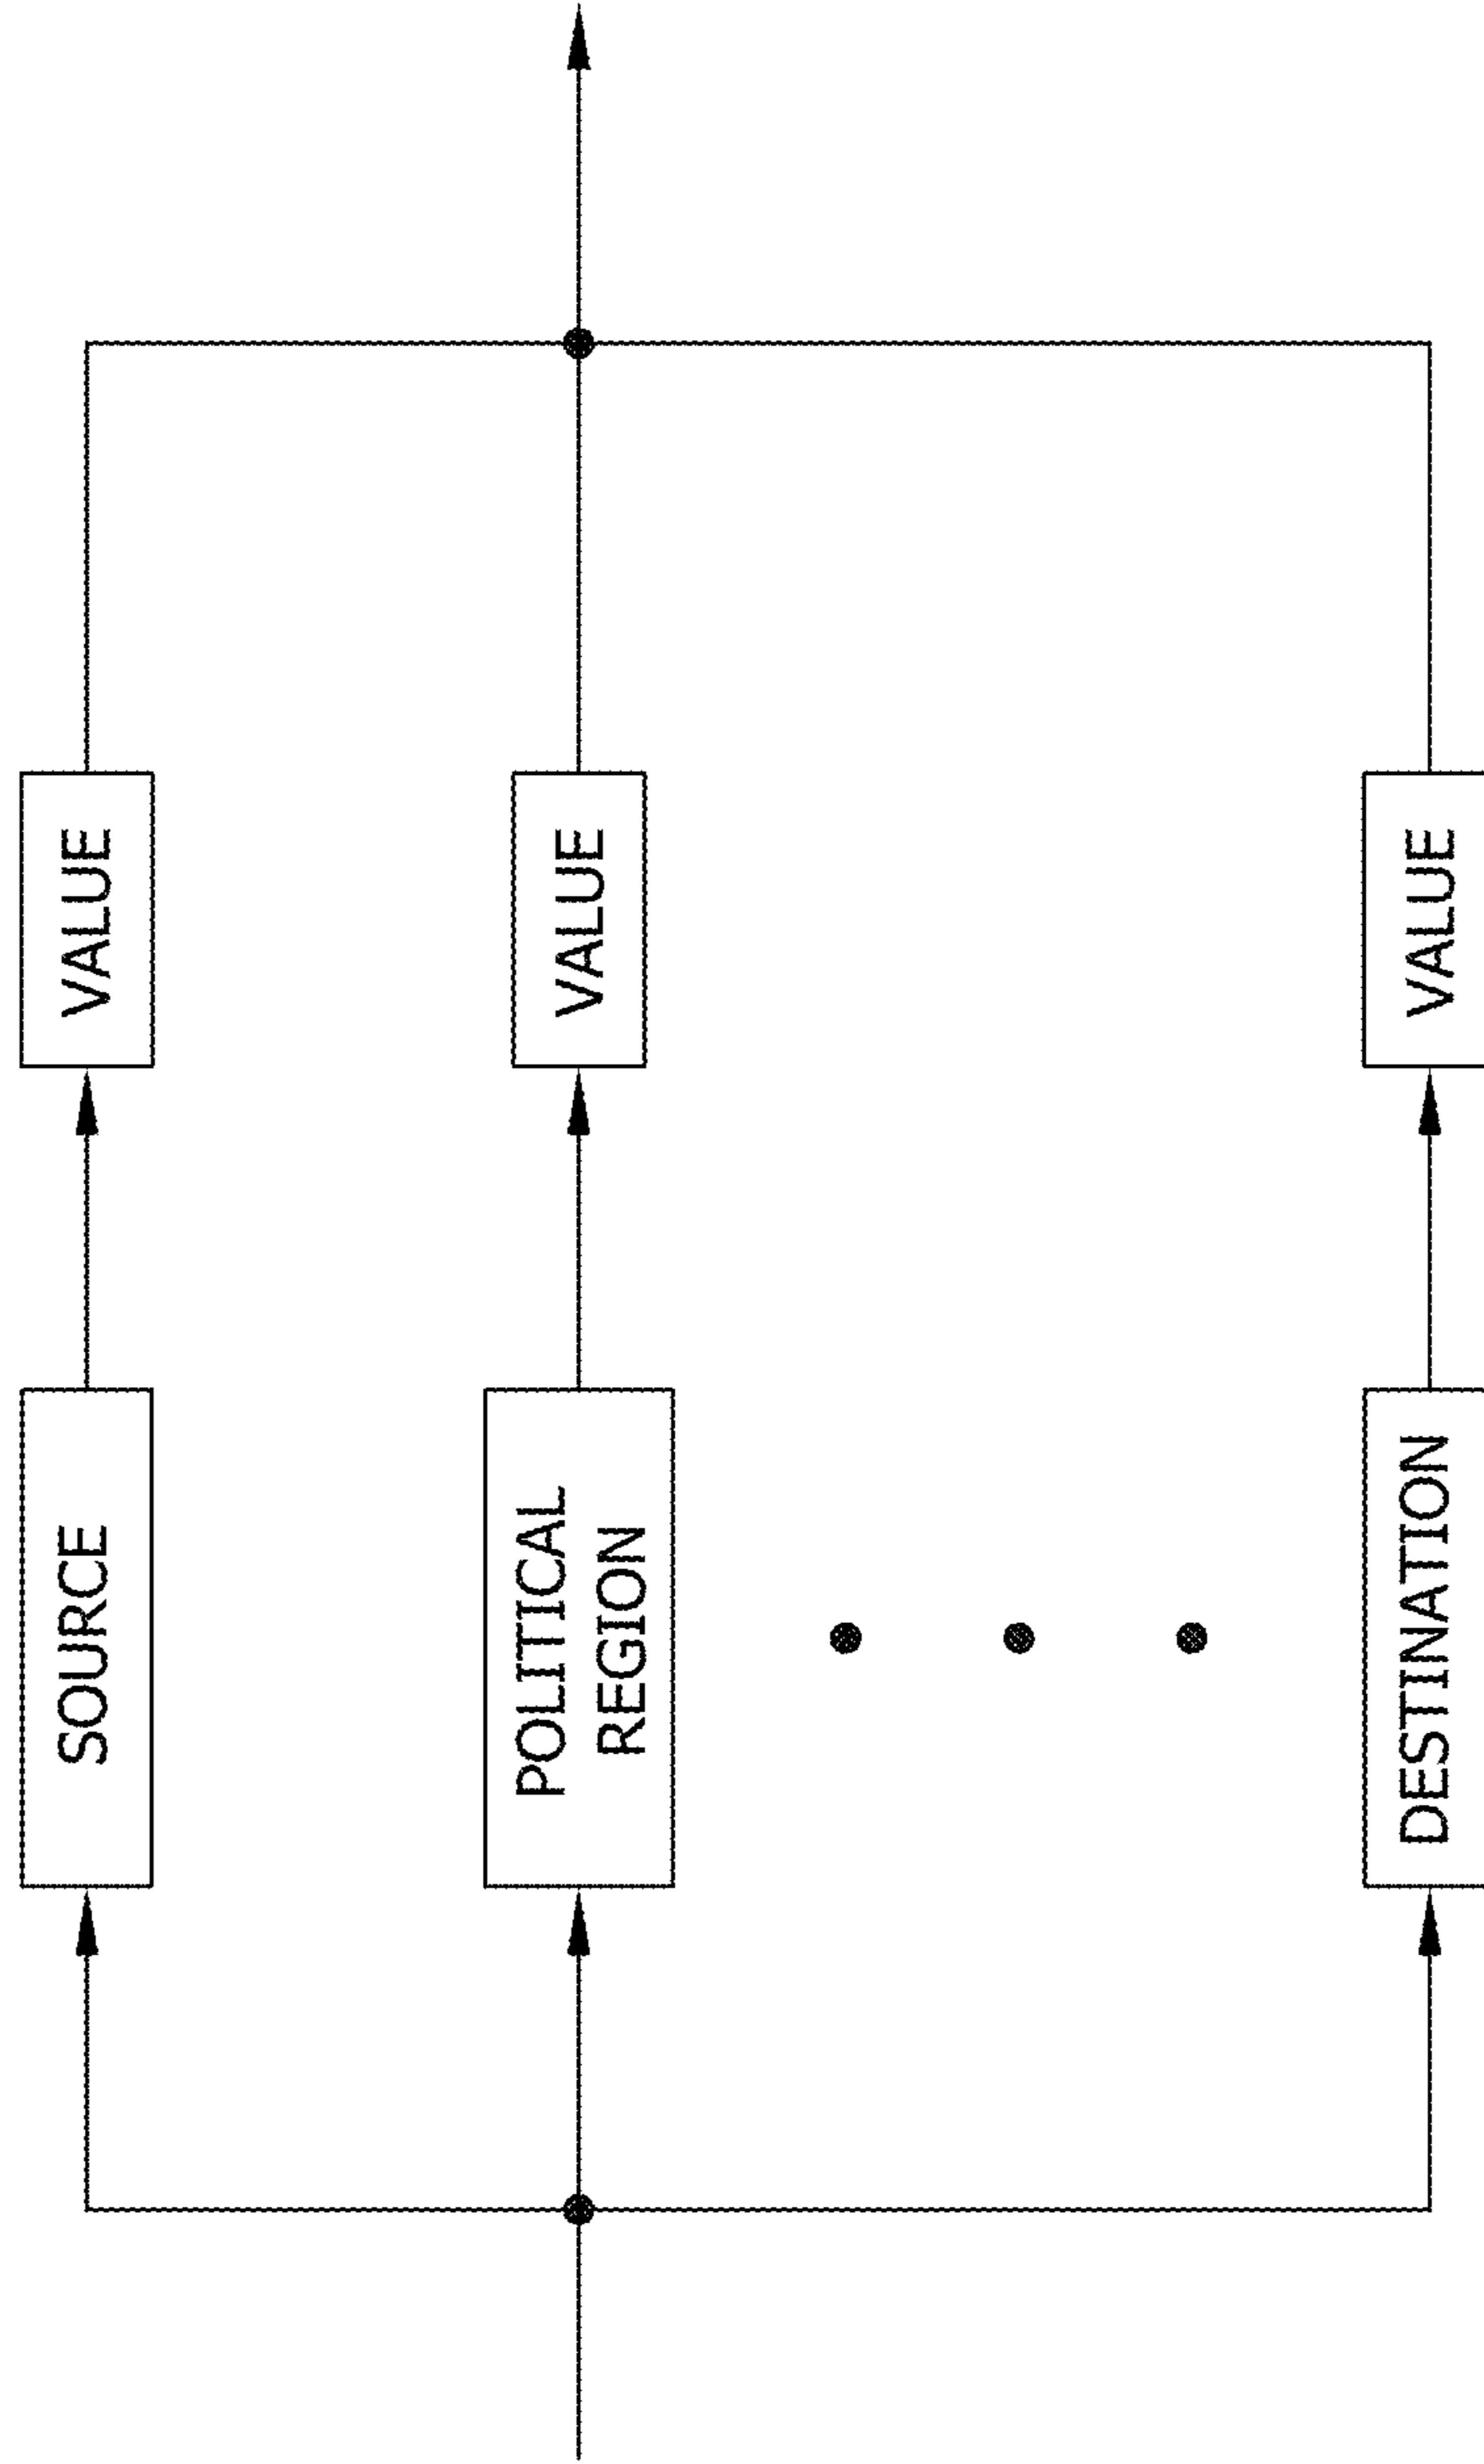 SOURCE
VALUE
POLITICAL
REGION
VALUE
DESTINATION
VALUE